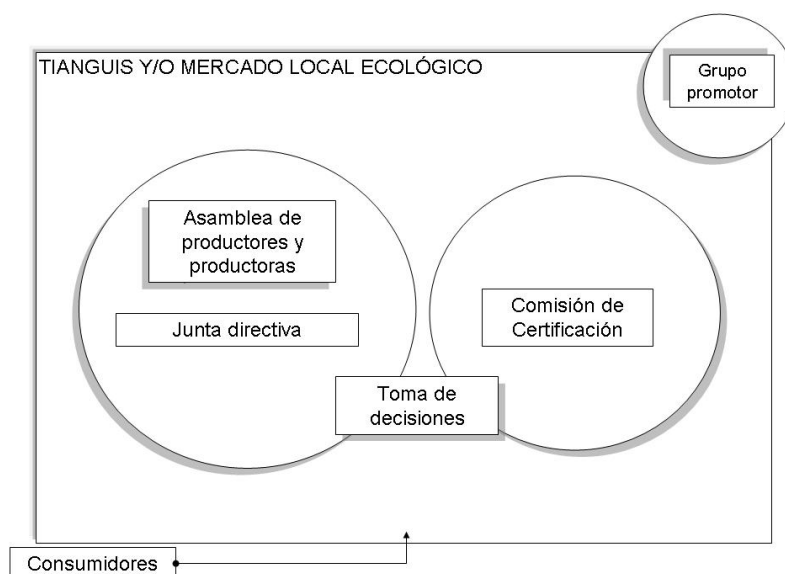 TIANGUIS Y/O MERCADO LOCAL ECOLÓGICO
Grupo
promotor
Asamblea de
productores y
productoras
Junta directiva
Comisión de
Certificación
Toma de
decisiones
Consumidores